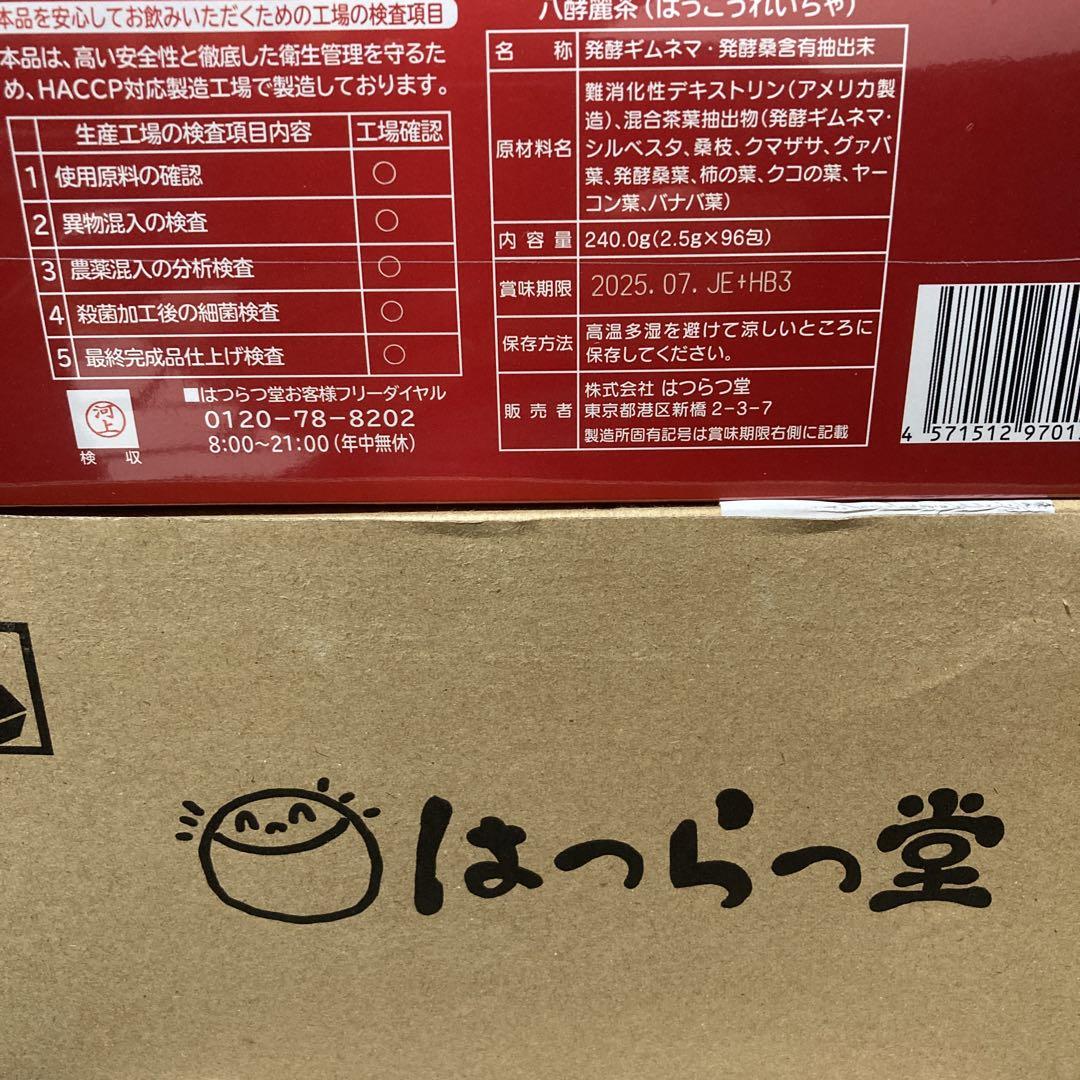 本品を安心してお飲みいただくための工場の検査項目
本品は、高い安全性と徹底した衛生管理を守るた
め、HACCP対応製造工場で製造しております。
生産工場の検査項目内容 工場確認
1 使用原料の確認 ○
2 異物混入の検査 ○
3 農薬混入の分析検査 ○
4 殺菌加工後の細菌検査 ○
5 最終完成品仕上げ検査 ○
河上
検収
■はつらつ堂お客様フリーダイヤル
0120-78-8202
8:00~21:00(年中無休)
八酵麗茶(はっこうれいちゃ)
名称 発酵ギムネマ・発酵桑含有抽出末
原材料名 難消化性デキストリン(アメリカ製
造)、混合茶葉抽出物(発酵ギムネマ・
シルベスタ、桑枝、クマザサ、グァバ
葉、発酵桑葉、柿の葉、クコの葉、ヤー
コン葉、バナバ葉)
内容量 240.0g(2.5g×96包)
賞味期限 2025.07. JE+HB3
保存方法 高温多湿を避けて涼しいところに
保存してください。
販売者 株式会社 はつらつ堂
東京都港区新橋2-3-7
製造所固有記号は賞味期限右側に記載
4 571512 9701
はつらつ堂